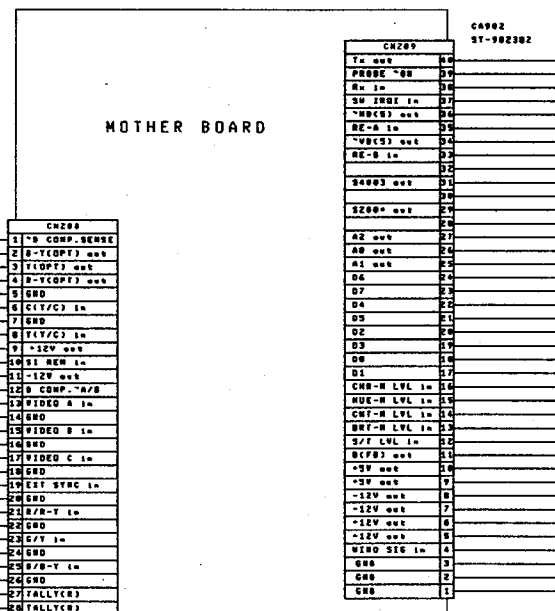 CA902
ST-902382
CN209
Tx out 40
PROBE ~ON 39
Rx in 38
SW IROI in 37
~HD(S) out 36
RE-A in 35
~VD(S) out 34
RE-B in 33
32
S4003 out 31
30
S200* out 29
28
A2 out 27
A0 out 26
A1 out 25
D6 24
D7 23
D4 22
D5 21
D2 20
D3 19
D0 18
D1 17
CHR-M LVL in 16
HUE-M LVL in 15
CNT-M LVL in 14
BRT-M LVL in 13
S/T LVL in 12
B(FB) out 11
+5V out 10
+5V out 9
-12V out 8
-12V out 7
+12V out 6
+12V out 5
WIND SIG in 4
GND 3
GND 2
GND 1
MOTHER BOARD
CN208
1 ~B COMP.SENSE
2 B-T(OPT) out
3 T(OPT) out
4 R-T(OPT) out
5 GND
6 C(Y/C) in
7 GND
8 Y(Y/C) in
9 +12V out
10 S1 REM in
11 -12V out
12 B COMP.~A/B
13 VIDEO A in
14 GND
15 VIDEO B in
16 GND
17 VIDEO C in
18 GND
19 EXT SYNC in
20 GND
21 R/R-Y in
22 GND
23 G/Y in
24 GND
25 B/B-Y in
26 GND
27 TALLY(R)
28 TALLY(R)